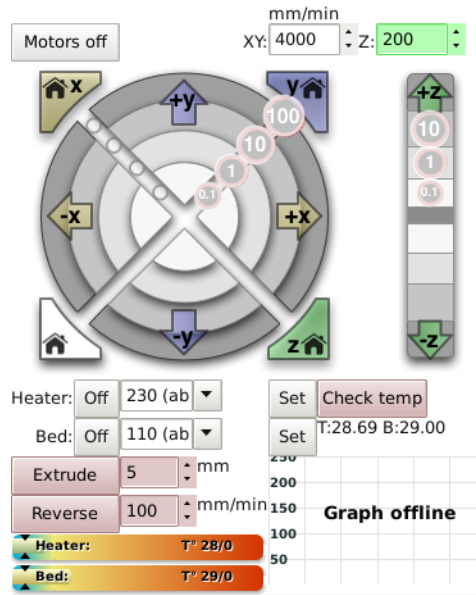 mm/min
Motors off XY: 4000 Z: 200
x +y y +z
100 10
10 1
1 0.1
0.1
-x +x
-y z -z
Heater: Off 230 (ab Set Check temp
Bed: Off 110 (ab Set T:28.69 B:29.00
Extrude 5 mm
Reverse 100 mm/min
Heater: T° 28/0
Bed: T° 29/0
250
200
150
100
50
Graph offline